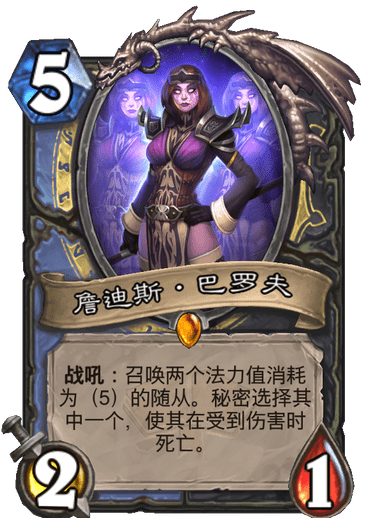 5
詹迪斯·巴罗夫
战吼：召唤两个法力值消耗
为（5）的随从。秘密选择其
中一个，使其在受到伤害时
死亡。
2
1